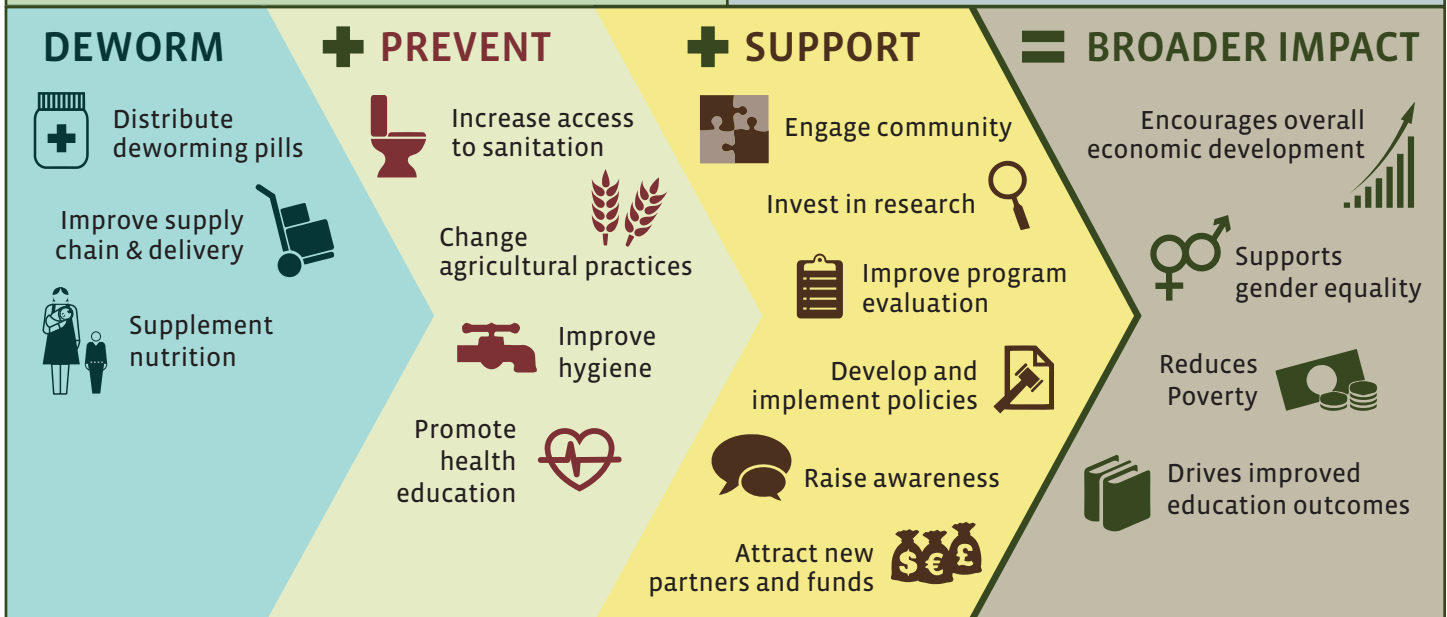 DEWORM
Distribute
deworming pills
Improve supply
chain & delivery
Supplement
nutrition
+ PREVENT
Increase access
to sanitation
Change
agricultural practices
Improve
hygiene
Promote
health
education
+ SUPPORT
Engage community
Invest in research
Improve program
evaluation
Develop and
implement policies
Raise awareness
Attract new
partners and funds
$ € £
= BROADER IMPACT
Encourages overall
economic development
Supports
gender equality
Reduces
Poverty
Drives improved
education outcomes